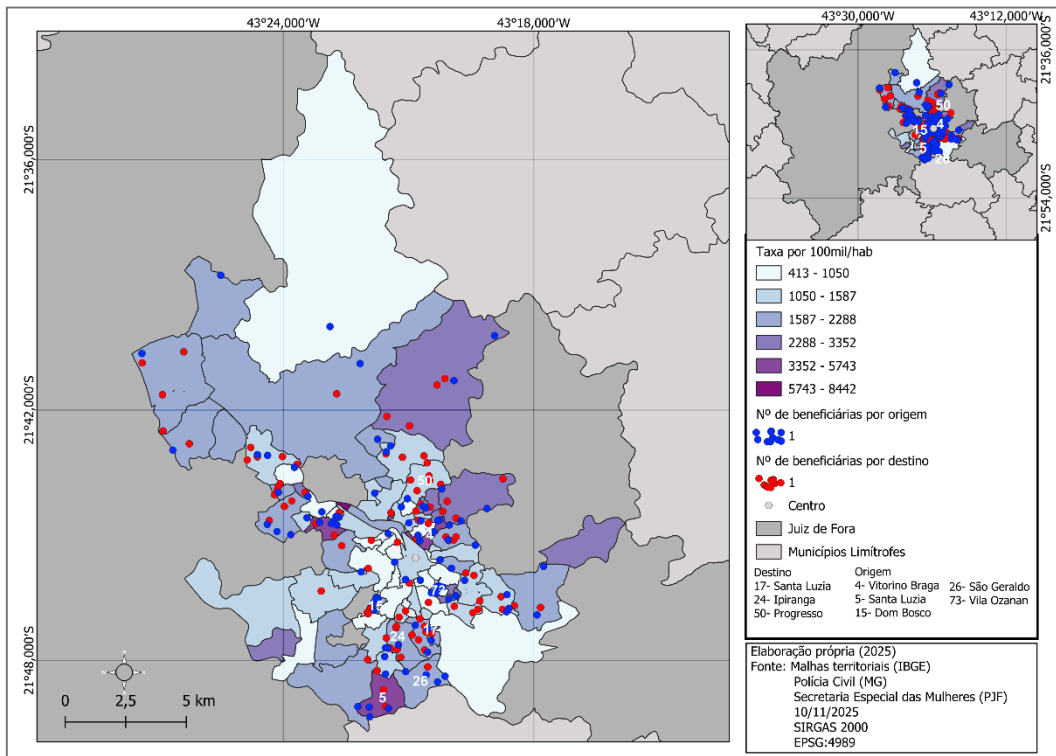 43°24,000'W 43°18,000'W
43°30,000'W 43°12,000'W
21°36,000'S
21°42,000'S
21°48,000'S
21°36,000'S
21°54,000'S
50
4
15
5
26
50
24
17
24
26
5
0 2,5 5 km
Taxa por 100mil/hab
413 - 1050
1050 - 1587
1587 - 2288
2288 - 3352
3352 - 5743
5743 - 8442
Nº de beneficiárias por origem
1
Nº de beneficiárias por destino
1
Centro
Juiz de Fora
Municípios Limítrofes
Destino Origem
17- Santa Luzia 4- Vitorino Braga 26- São Geraldo
24- Ipiranga 5- Santa Luzia 73- Vila Ozanan
50- Progresso 15- Dom Bosco
Elaboração própria (2025)
Fonte: Malhas territoriais (IBGE)
Polícia Civil (MG)
Secretaria Especial das Mulheres (PJF)
10/11/2025
SIRGAS 2000
EPSG:4989